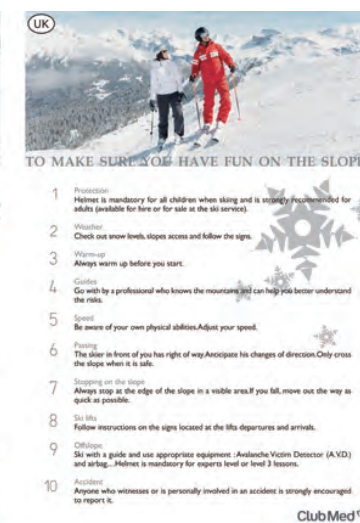 UK
TO MAKE SURE YOU HAVE FUN ON THE SLOPE
1 Protection
Helmet is mandatory for all children when skiing and is strongly recommended for
adults (available for hire or for sale at the ski service).
2 Weather
Check out snow levels, slopes access and follow the signs.
3 Warm-up
Always warm up before you start.
4 Guides
Go with by a professional who knows the mountains and can help you better understand
the risks.
5 Speed
Be aware of your own physical abilities.Adjust your speed.
6 Passing
The skier in front of you has right of way.Anticipate his changes of direction.Only cross
the slope when it is safe.
7 Stopping on the slope
Always stop at the edge of the slope in a visible area.If you fall, move out the way as
quick as possible.
8 Ski lifts
Follow instructions on the signs located at the lifts departures and arrivals.
9 Offslope
Ski with a guide and use appropriate equipment : Avalanche Victim Detector (A.V.D.)
and airbag,...Helmet is mandatory for experts level or level 3 lessons.
10 Accident
Anyone who witnesses or is personally involved in an accident is strongly encouraged
to report it.
Club Med